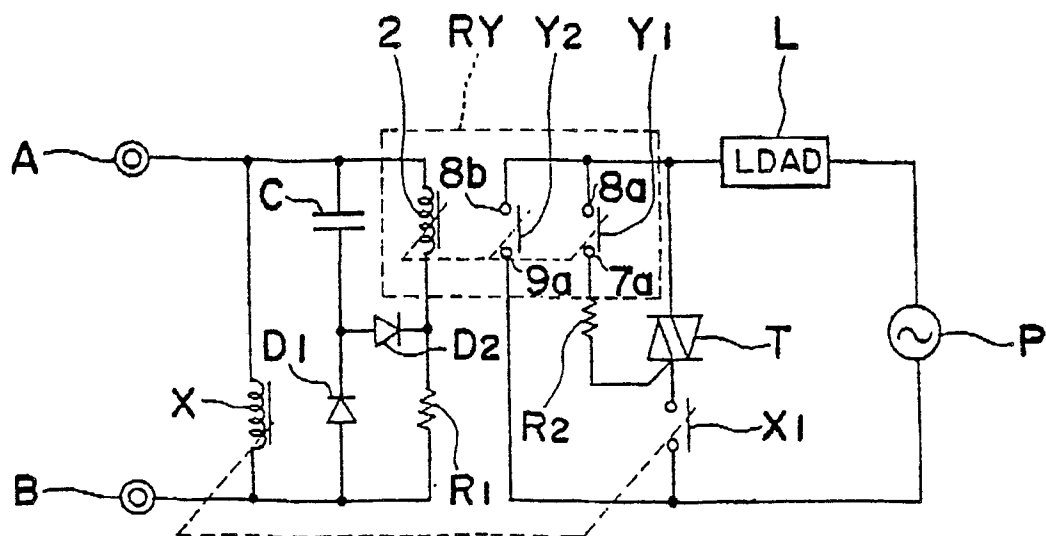 2 RY Y2 Y1 L
A
LDAD
8b 8a
C
9a 7a
D1 D2 T P
X
R2 X1
B R1